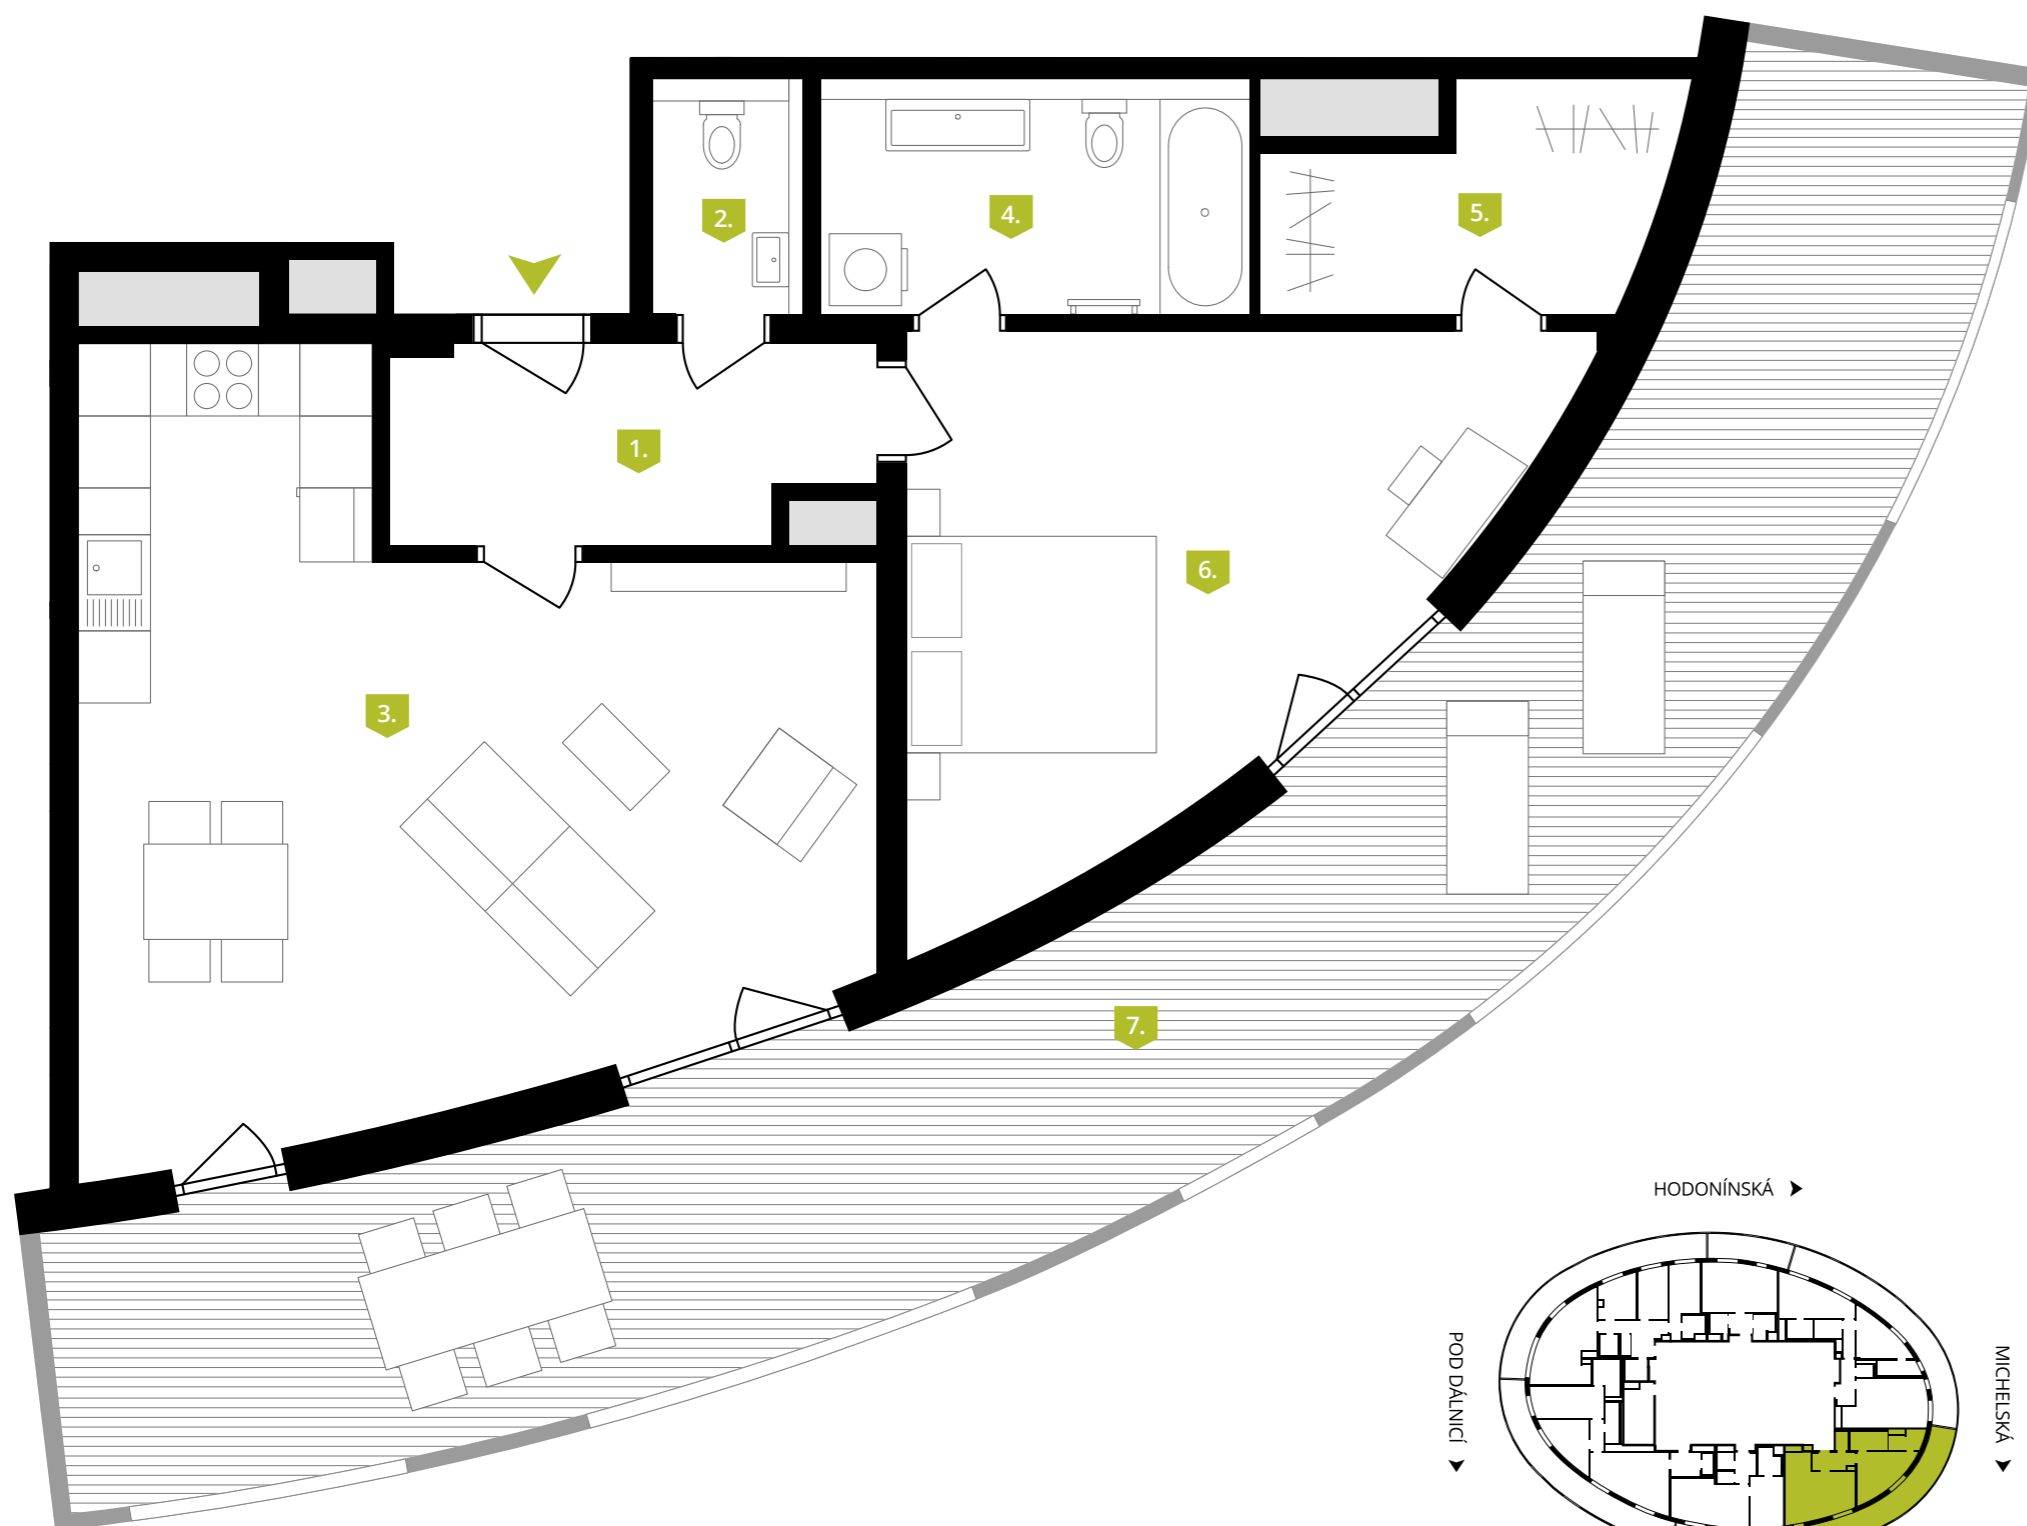 2.
4.
5.
1.
6.
3.
7.
HODONÍNSKÁ
POD DÁLNICÍ
MICHELSKÁ